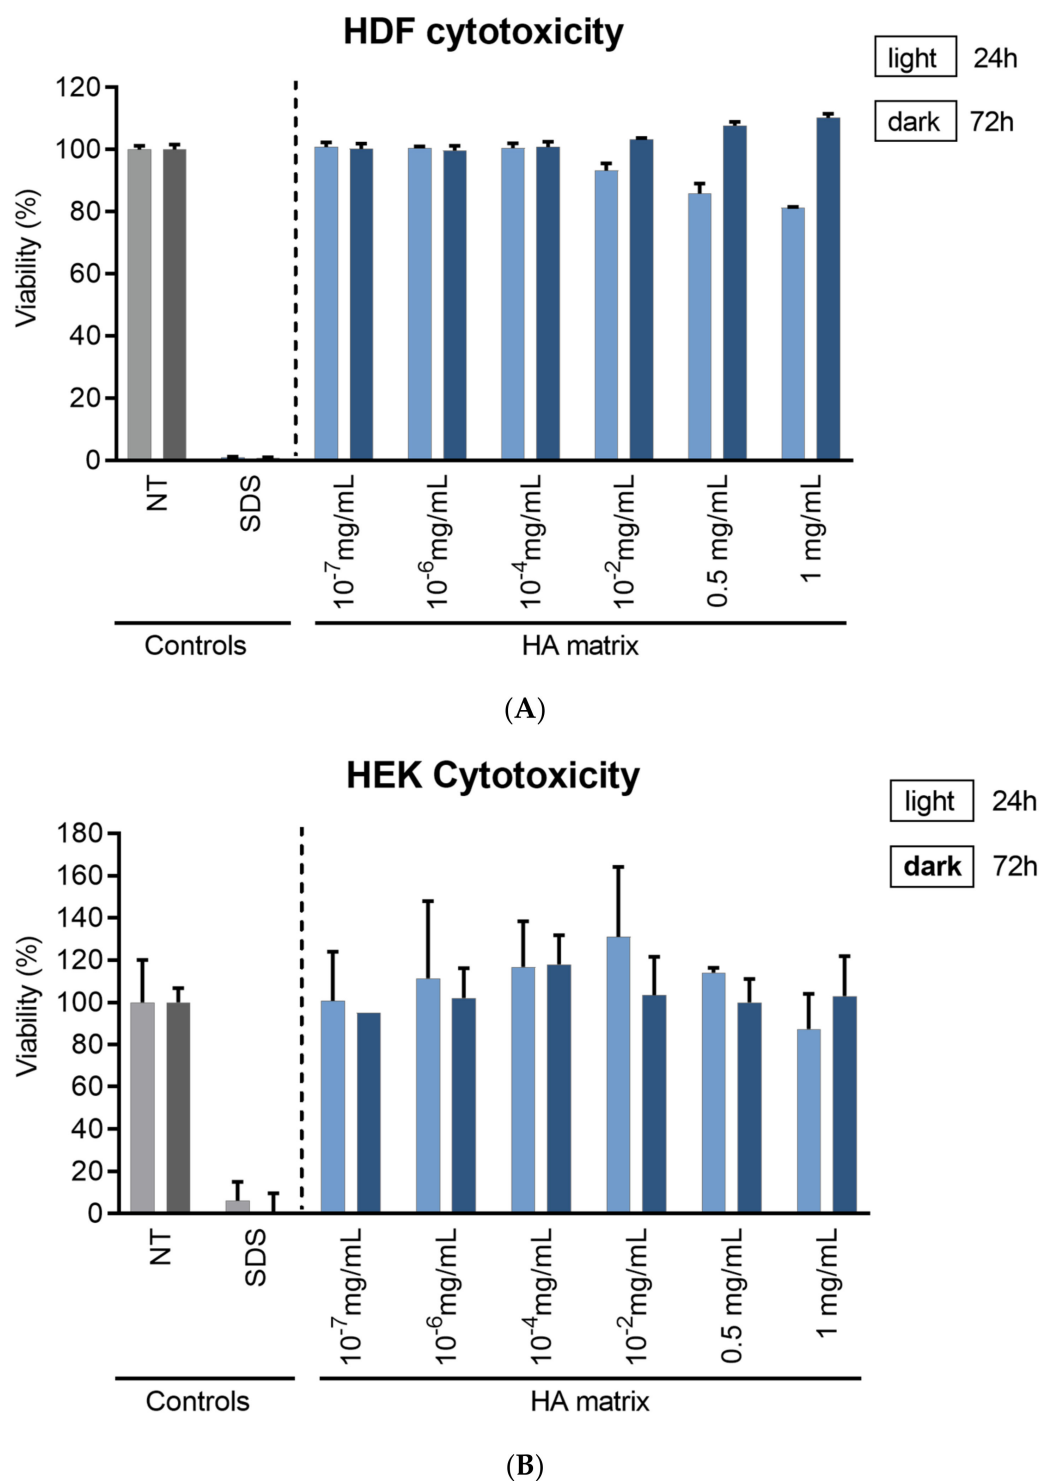 HDF cytotoxicity
light 24h
dark 72h
Viability (%)
120
100
80
60
40
20
0
NT
SDS
10⁻⁷mg/mL
10⁻⁶mg/mL
10⁻⁴mg/mL
10⁻²mg/mL
0.5 mg/mL
1 mg/mL
Controls
HA matrix
(A)
HEK Cytotoxicity
light 24h
dark 72h
Viability (%)
180
160
140
120
100
80
60
40
20
0
NT
SDS
10⁻⁷mg/mL
10⁻⁶mg/mL
10⁻⁴mg/mL
10⁻²mg/mL
0.5 mg/mL
1 mg/mL
Controls
HA matrix
(B)